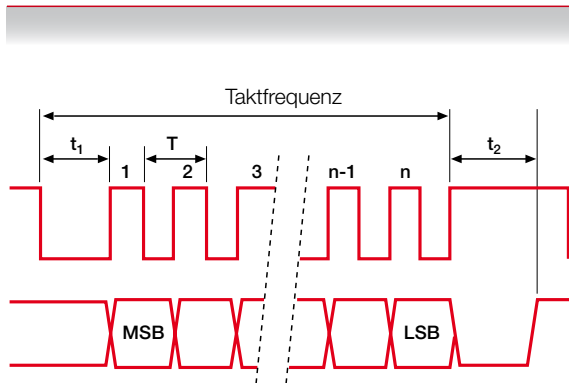 Taktfrequenz
t₁ T t₂
1 2 3 n-1 n
MSB LSB